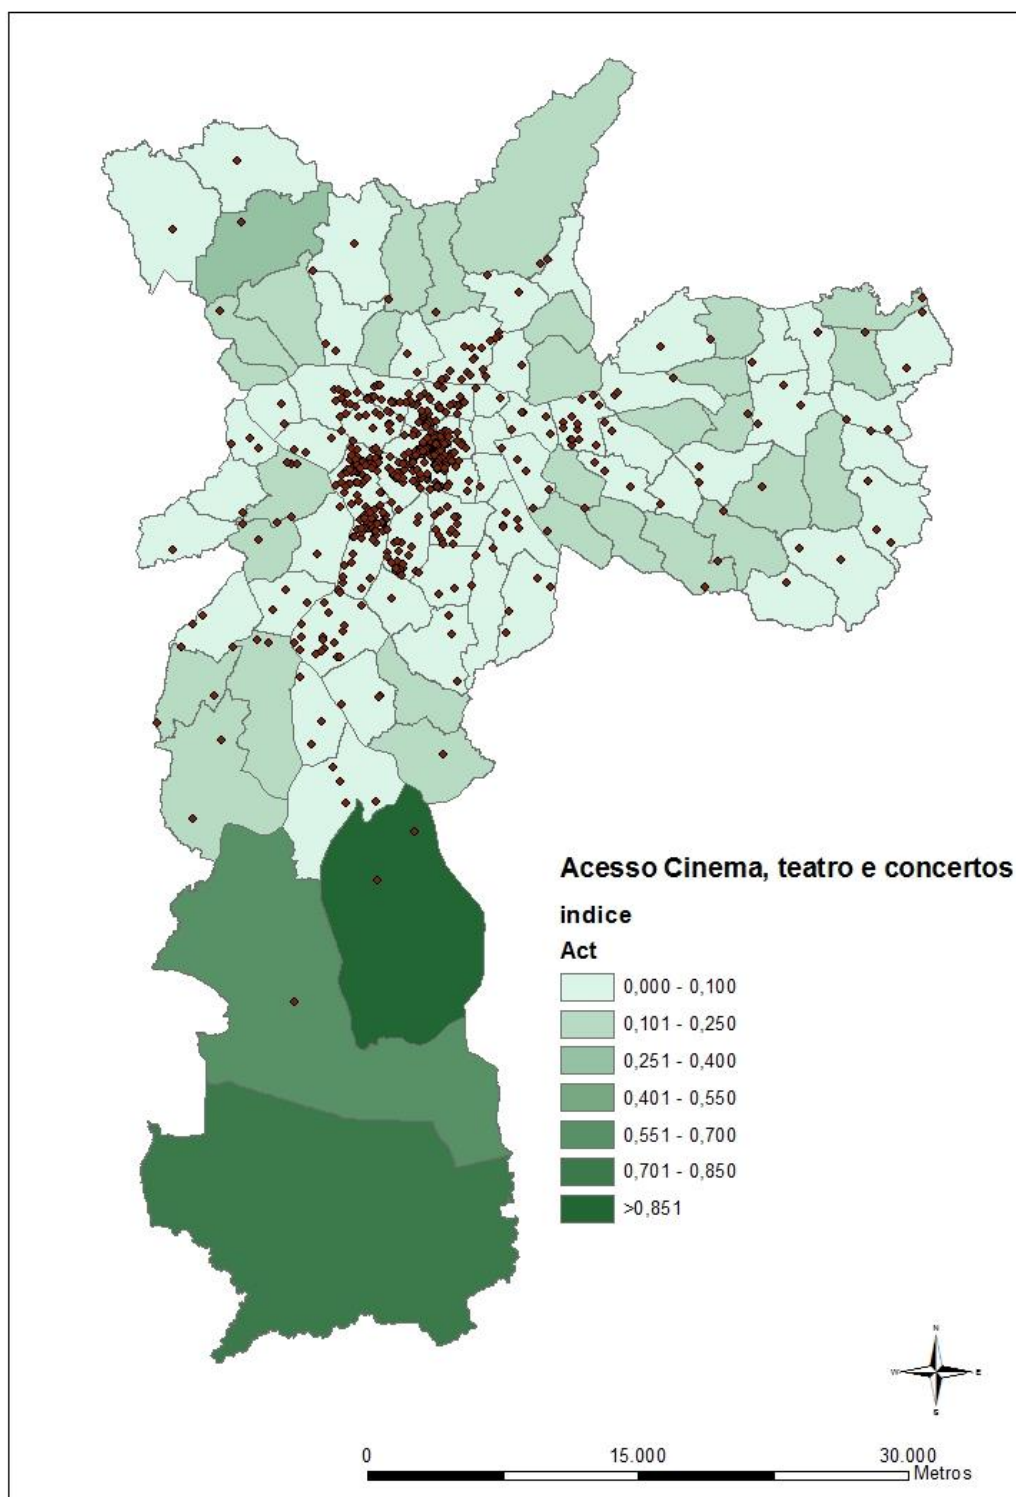 Acesso Cinema, teatro e concertos
indice
Act
0,000 - 0,100
0,101 - 0,250
0,251 - 0,400
0,401 - 0,550
0,551 - 0,700
0,701 - 0,850
>0,851
N
W E
S
0 15.000 30.000
Metros